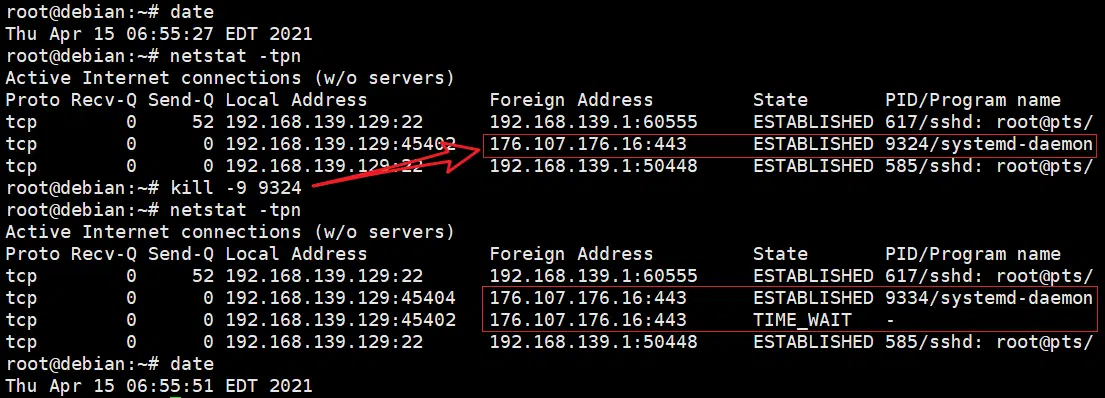 root@debian:~# date
Thu Apr 15 06:55:27 EDT 2021
root@debian:~# netstat -tpn
Active Internet connections (w/o servers)
Proto Recv-Q Send-Q Local Address           Foreign Address         State       PID/Program name
tcp        0     52 192.168.139.129:22      192.168.139.1:60555     ESTABLISHED 617/sshd: root@pts/
tcp        0      0 192.168.139.129:45402   176.107.176.16:443      ESTABLISHED 9324/systemd-daemon
tcp        0      0 192.168.139.129:22      192.168.139.1:50448     ESTABLISHED 585/sshd: root@pts/
root@debian:~# kill -9 9324
root@debian:~# netstat -tpn
Active Internet connections (w/o servers)
Proto Recv-Q Send-Q Local Address           Foreign Address         State       PID/Program name
tcp        0     52 192.168.139.129:22      192.168.139.1:60555     ESTABLISHED 617/sshd: root@pts/
tcp        0      0 192.168.139.129:45404   176.107.176.16:443      ESTABLISHED 9334/systemd-daemon
tcp        0      0 192.168.139.129:45402   176.107.176.16:443      TIME_WAIT   -
tcp        0      0 192.168.139.129:22      192.168.139.1:50448     ESTABLISHED 585/sshd: root@pts/
root@debian:~# date
Thu Apr 15 06:55:51 EDT 2021